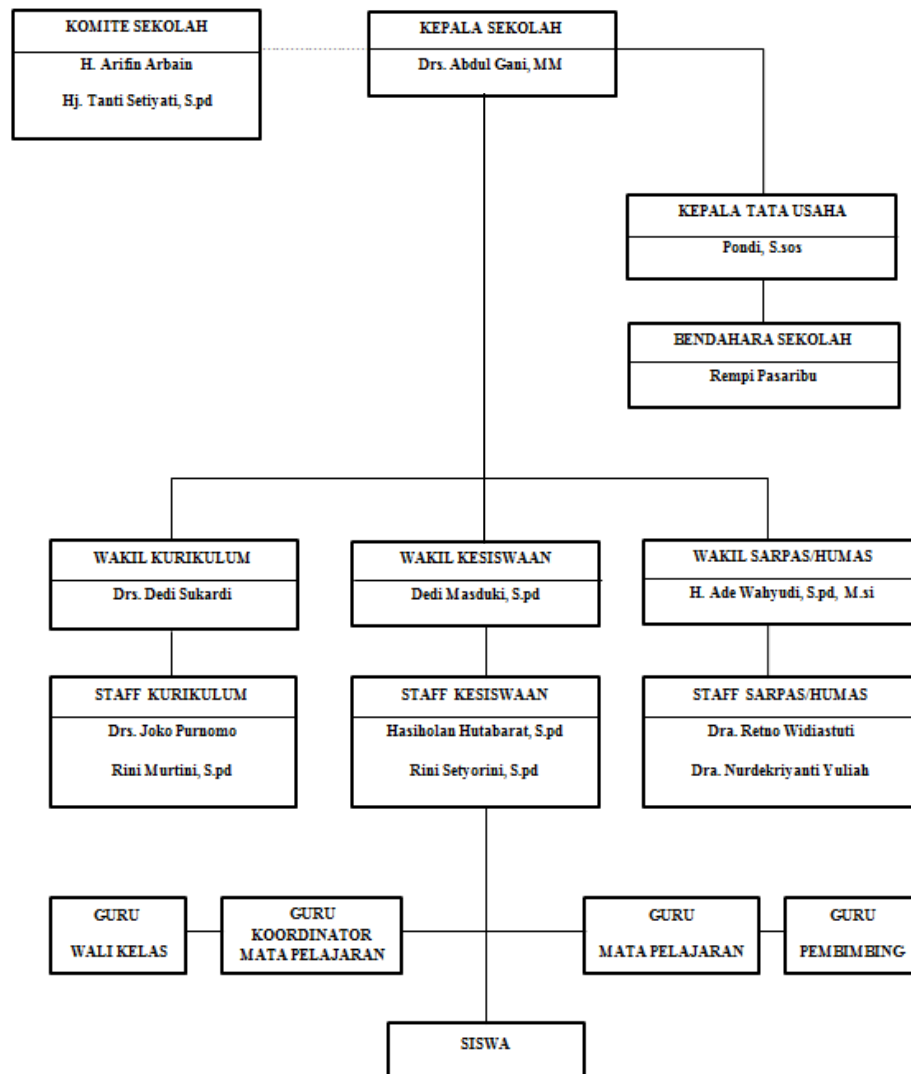 KOMITE SEKOLAH
H. Arifin Arbain
Hj. Tanti Setiyati, S.pd
KEPALA SEKOLAH
Drs. Abdul Gani, MM
KEPALA TATA USAHA
Pondi, S.sos
BENDAHARA SEKOLAH
Rempi Pasaribu
WAKIL KURIKULUM
Drs. Dedi Sukardi
WAKIL KESISWAAN
Dedi Masduki, S.pd
WAKIL SARPAS/HUMAS
H. Ade Wahyudi, S.pd, M.si
STAFF KURIKULUM
Drs. Joko Purnomo
Rini Murtini, S.pd
STAFF KESISWAAN
Hasiholan Hutabarat, S.pd
Rini Setyorini, S.pd
STAFF SARPAS/HUMAS
Dra. Retno Widiastuti
Dra. Nurdekriyanti Yuliah
GURU
WALI KELAS
GURU
KOORDINATOR
MATA PELAJARAN
GURU
MATA PELAJARAN
GURU
PEMBIMBING
SISWA